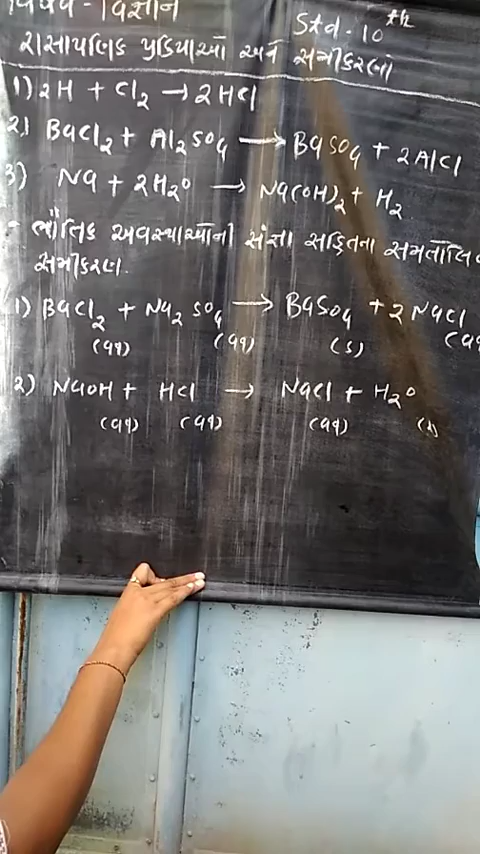 વિષય - વિજ્ઞાન
Std - 10th
રાસાયણિક પ્રક્રિયાઓ અને સમીકરણો
1) 2H + Cl2 → 2HCl
2) BaCl2 + Al2SO4 → BaSO4 + 2AlCl
3) Na + 2H2O → Na(OH)2 + H2
- ભૌતિક અવસ્થાઓની સંજ્ઞા સહિતના
સમીકરણ.
1) BaCl2 + Na2SO4 → BaSO4 + 2NaCl
(aq) (aq) (s) (aq
2) NaOH + HCl → NaCl + H2O
(aq) (aq) (aq) (l)